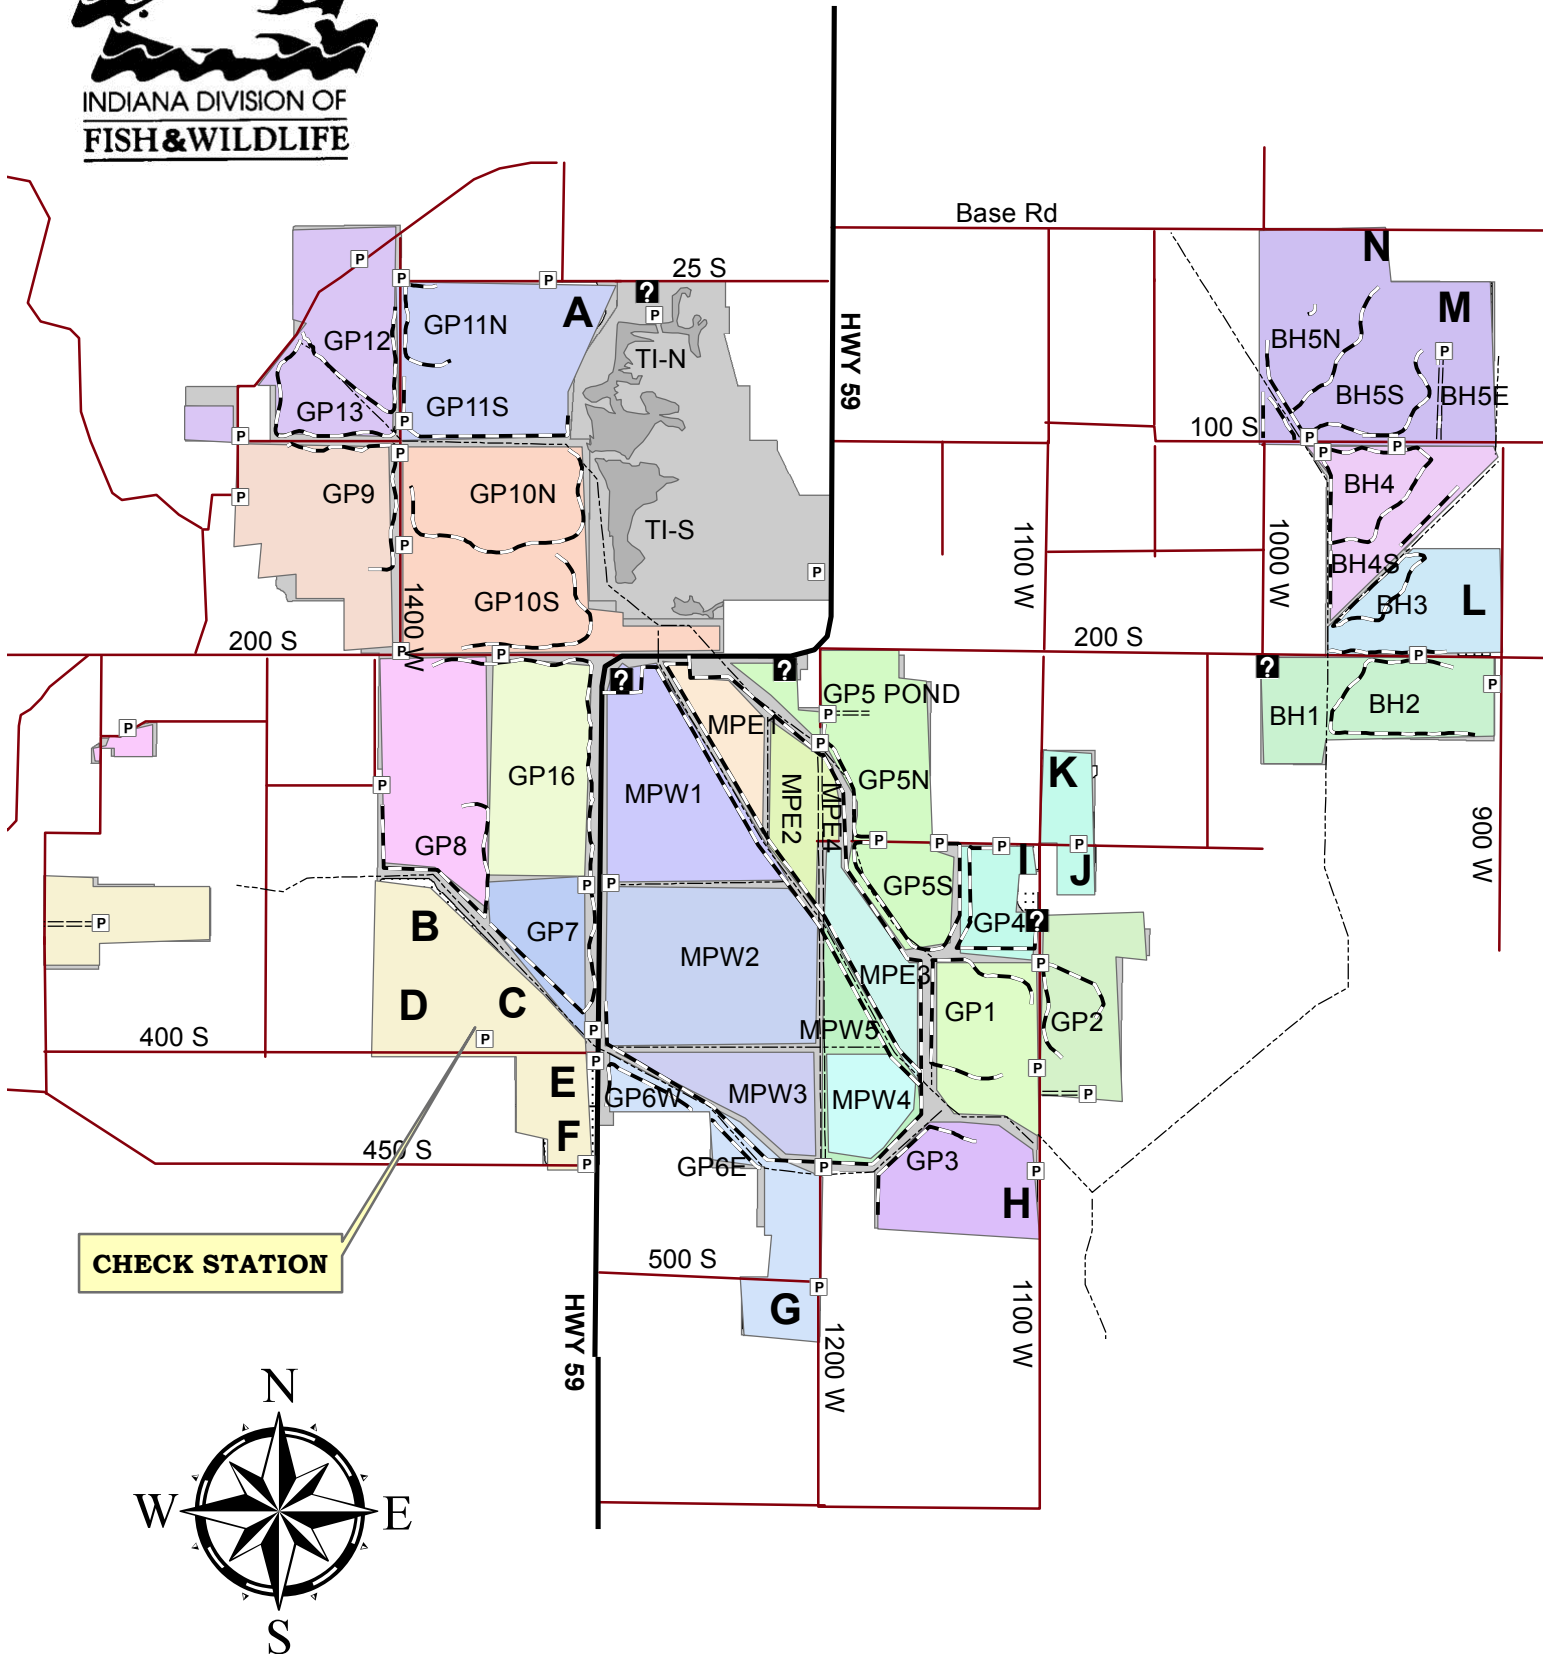 INDIANA DIVISION OF
FISH&WILDLIFE
Base Rd
N
25 S
?
P
P
P
A
M
GP11N
P
HWY 59
BH5N
GP12
TI-N
P
GP13
GP11S
BH5S
BH5E
P
P
100 S
P
P
P
P
GP9
GP10N
BH4
P
TI-S
1100 W
1000 W
P
P
BH4S
GP10S
1400 W
BH3
L
200 S
200 S
P
P
P
?
?
?
P
GP5 POND
BH1
BH2
P
P
MPE1
P
K
GP16
GP5N
P
MPW1
MPE2
MPE4
900 W
GP8
P
P
P
I
P
J
P
P
GP5S
B
P
GP7
GP4
?
MPW2
P
MPE3
D
C
GP1
GP2
P
P
MPW5
400 S
P
P
E
GP6W
MPW3
MPW4
P
F
450 S
P
GP6E
P
GP3
P
H
CHECK STATION
500 S
P
G
HWY 59
1200 W
1100 W
N
W
E
S